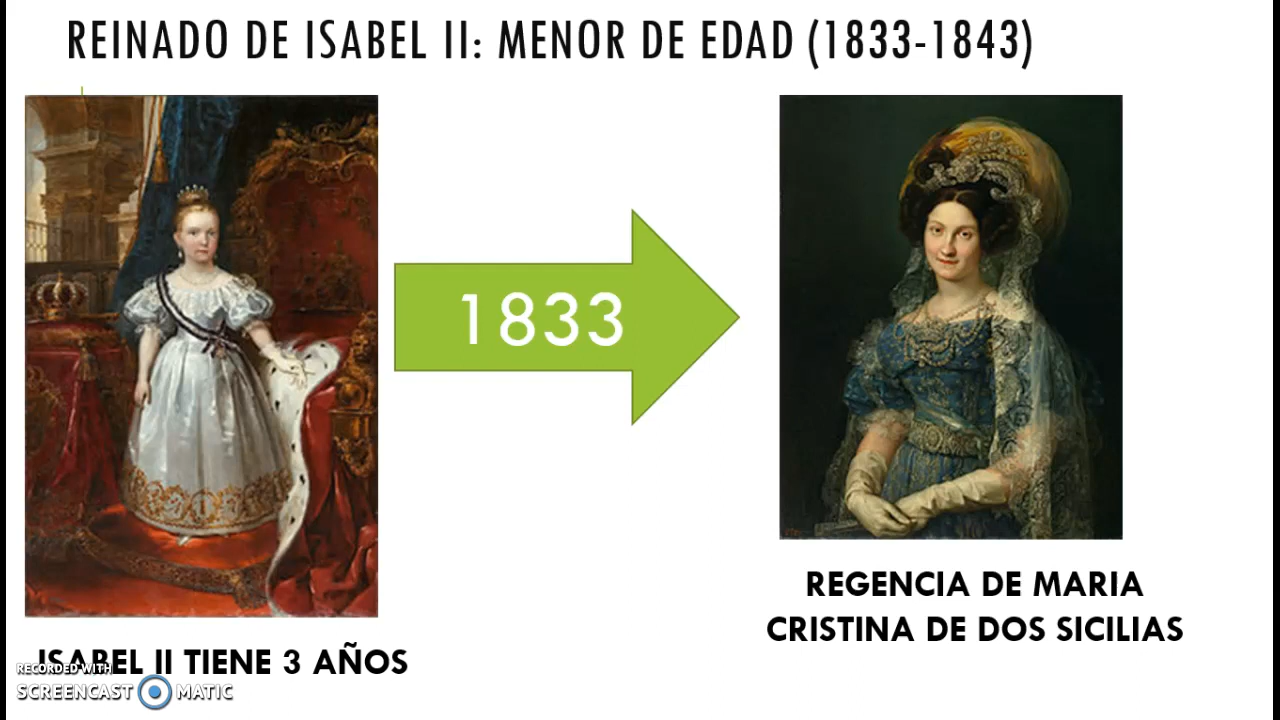 REINADO DE ISABEL II: MENOR DE EDAD (1833-1843)
1833
REGENCIA DE MARIA
CRISTINA DE DOS SICILIAS
ISABEL II TIENE 3 AÑOS
RECORDED WITH
SCREENCAST MATIC